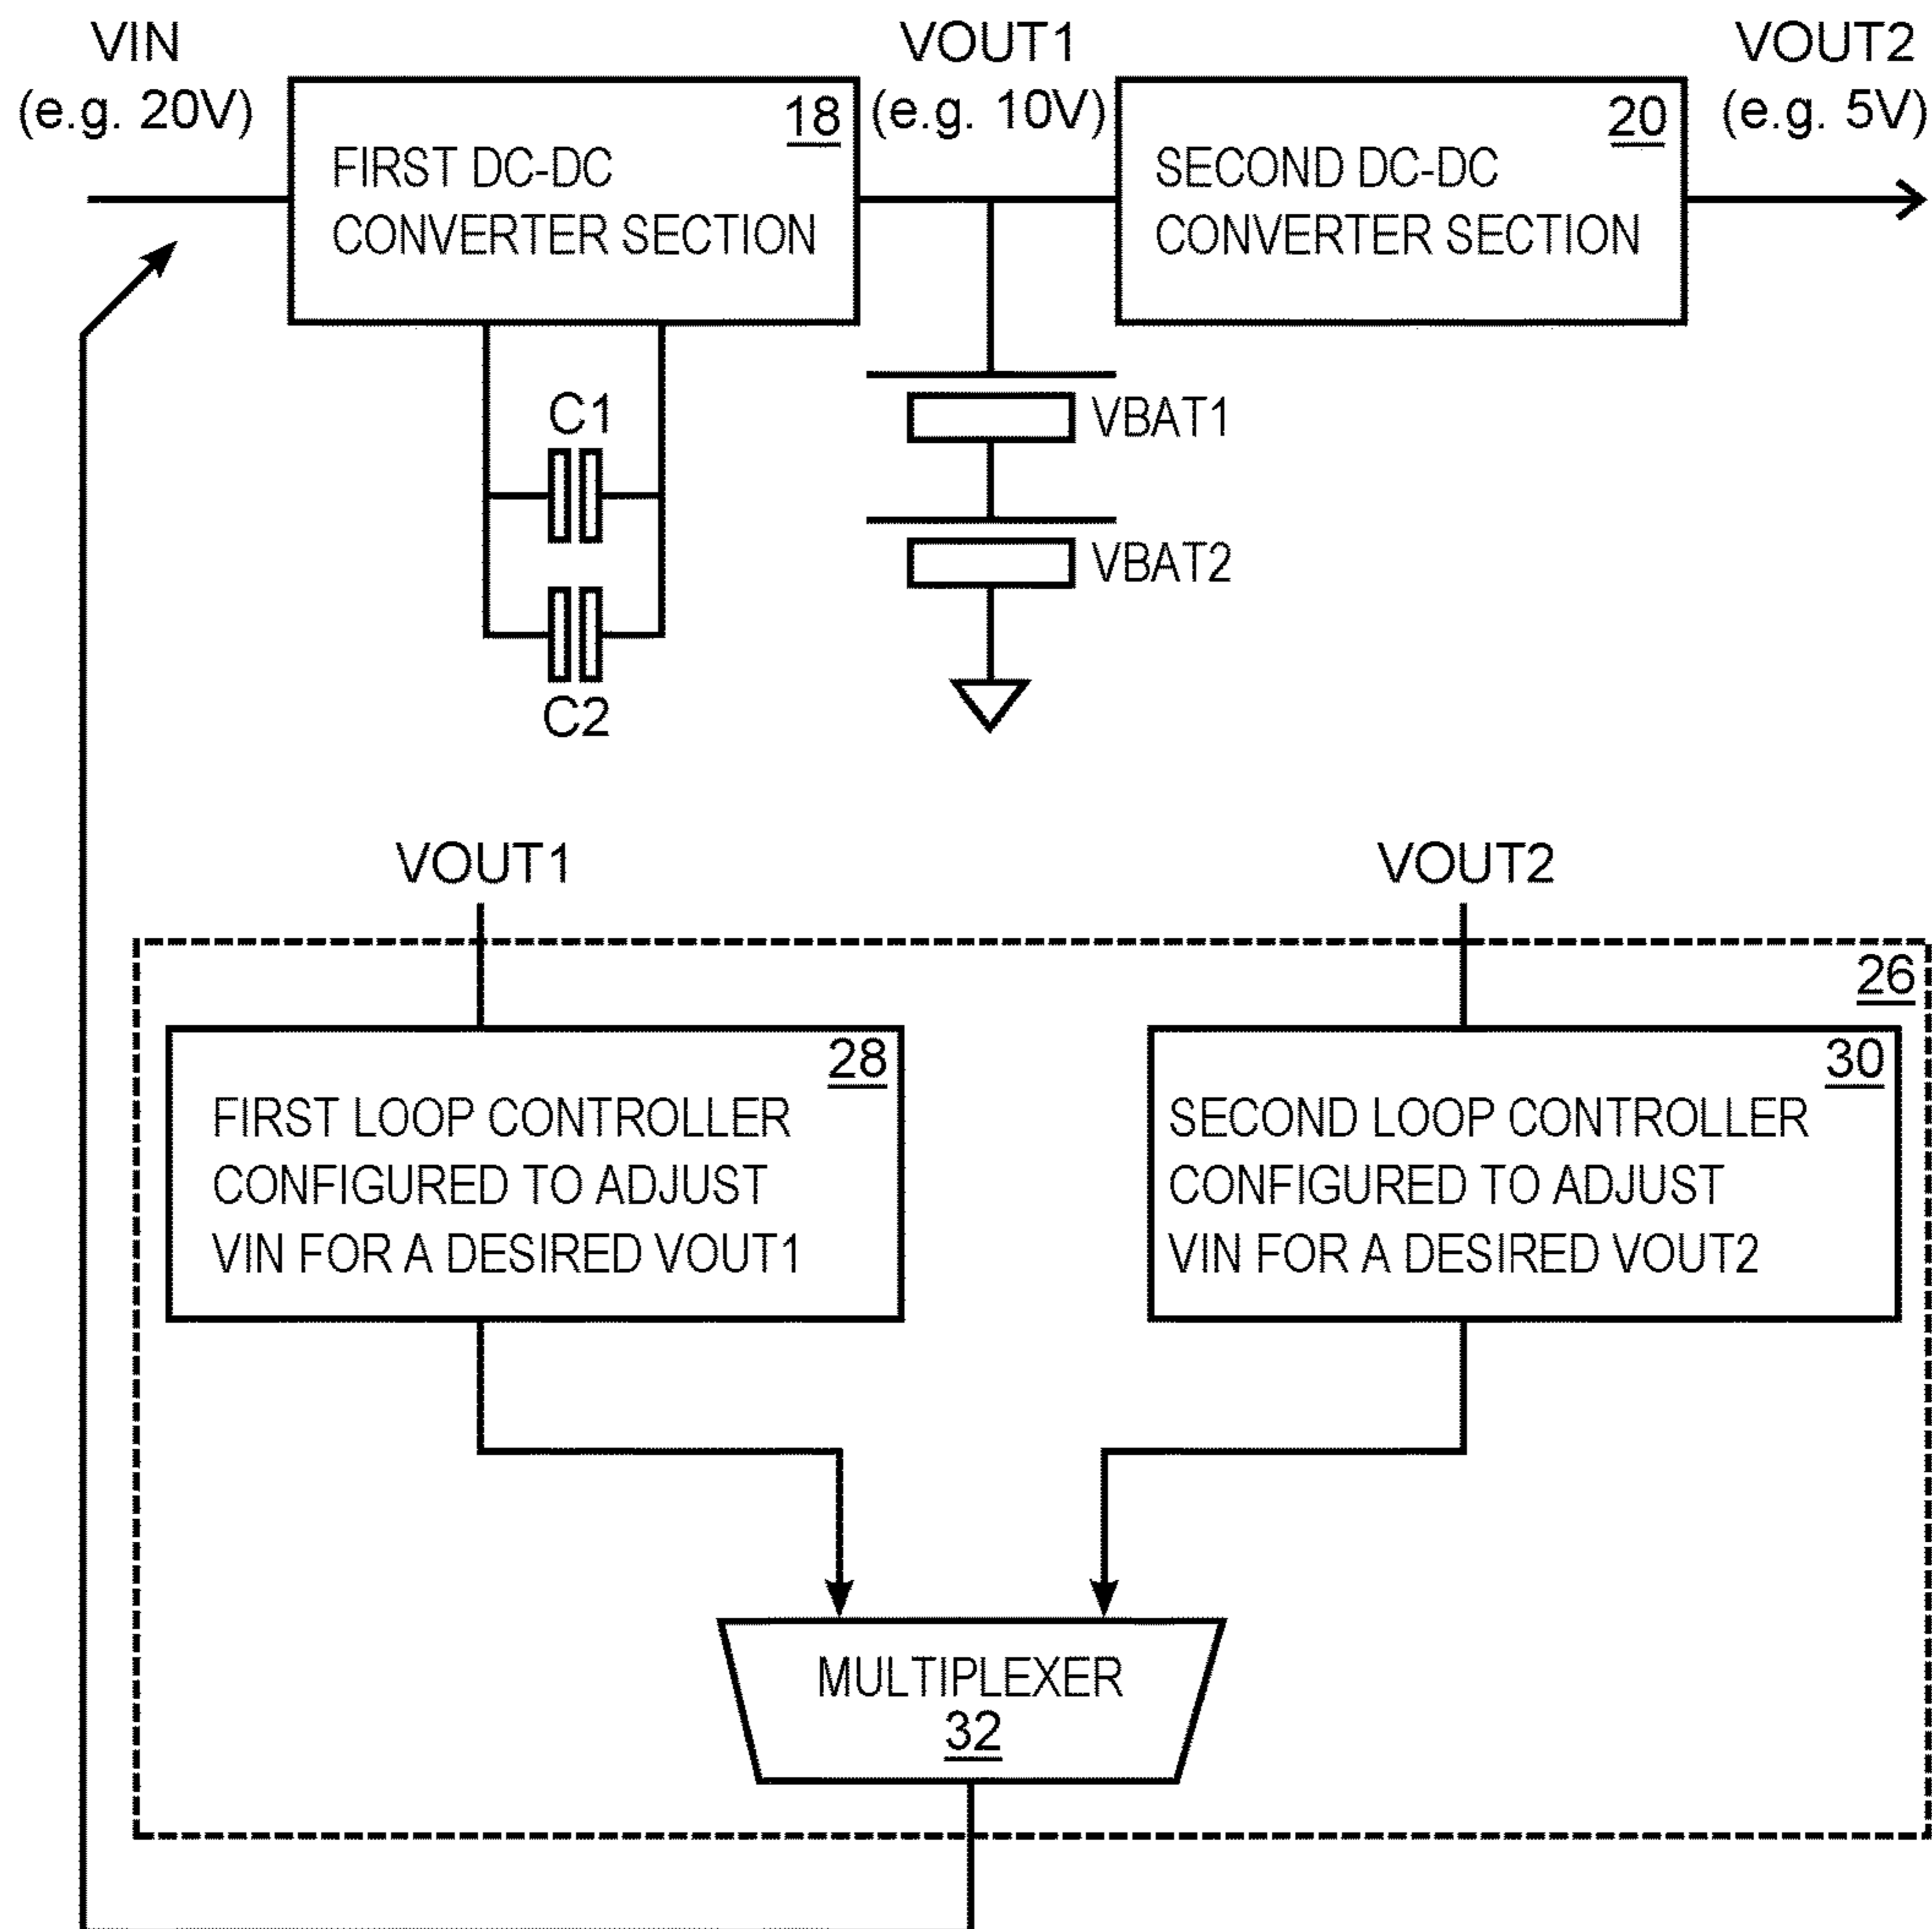 VIN
(e.g. 20V)
VOUT1
(e.g. 10V)
VOUT2
(e.g. 5V)
18
FIRST DC-DC
CONVERTER SECTION
20
SECOND DC-DC
CONVERTER SECTION
C1
C2
VBAT1
VBAT2
VOUT1
VOUT2
26
28
FIRST LOOP CONTROLLER
CONFIGURED TO ADJUST
VIN FOR A DESIRED VOUT1
30
SECOND LOOP CONTROLLER
CONFIGURED TO ADJUST
VIN FOR A DESIRED VOUT2
MULTIPLEXER
32